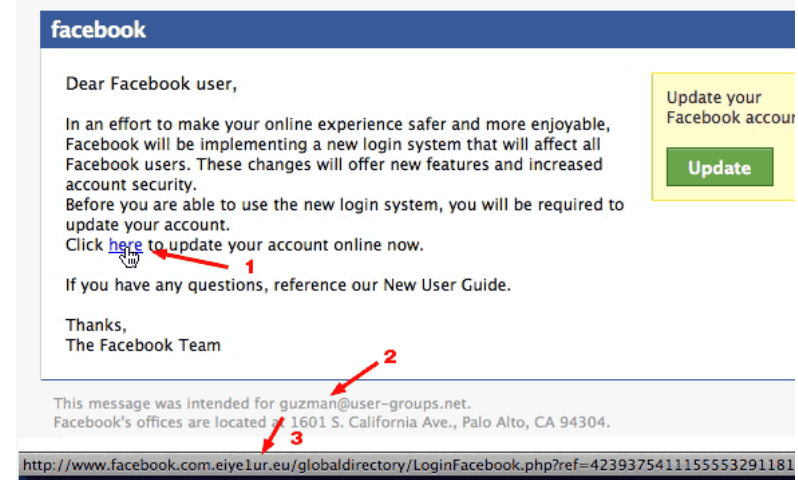 facebook
Dear Facebook user,
In an effort to make your online experience safer and more enjoyable,
Facebook will be implementing a new login system that will affect all
Facebook users. These changes will offer new features and increased
account security.
Before you are able to use the new login system, you will be required to
update your account.
Click here to update your account online now.
1
If you have any questions, reference our New User Guide.
Thanks,
The Facebook Team
Update your
Facebook accour
Update
2
This message was intended for guzman@user-groups.net.
Facebook's offices are located at 1601 S. California Ave., Palo Alto, CA 94304.
3
http://www.facebook.com.eiye1ur.eu/globaldirectory/LoginFacebook.php?ref=42393754111555553291181